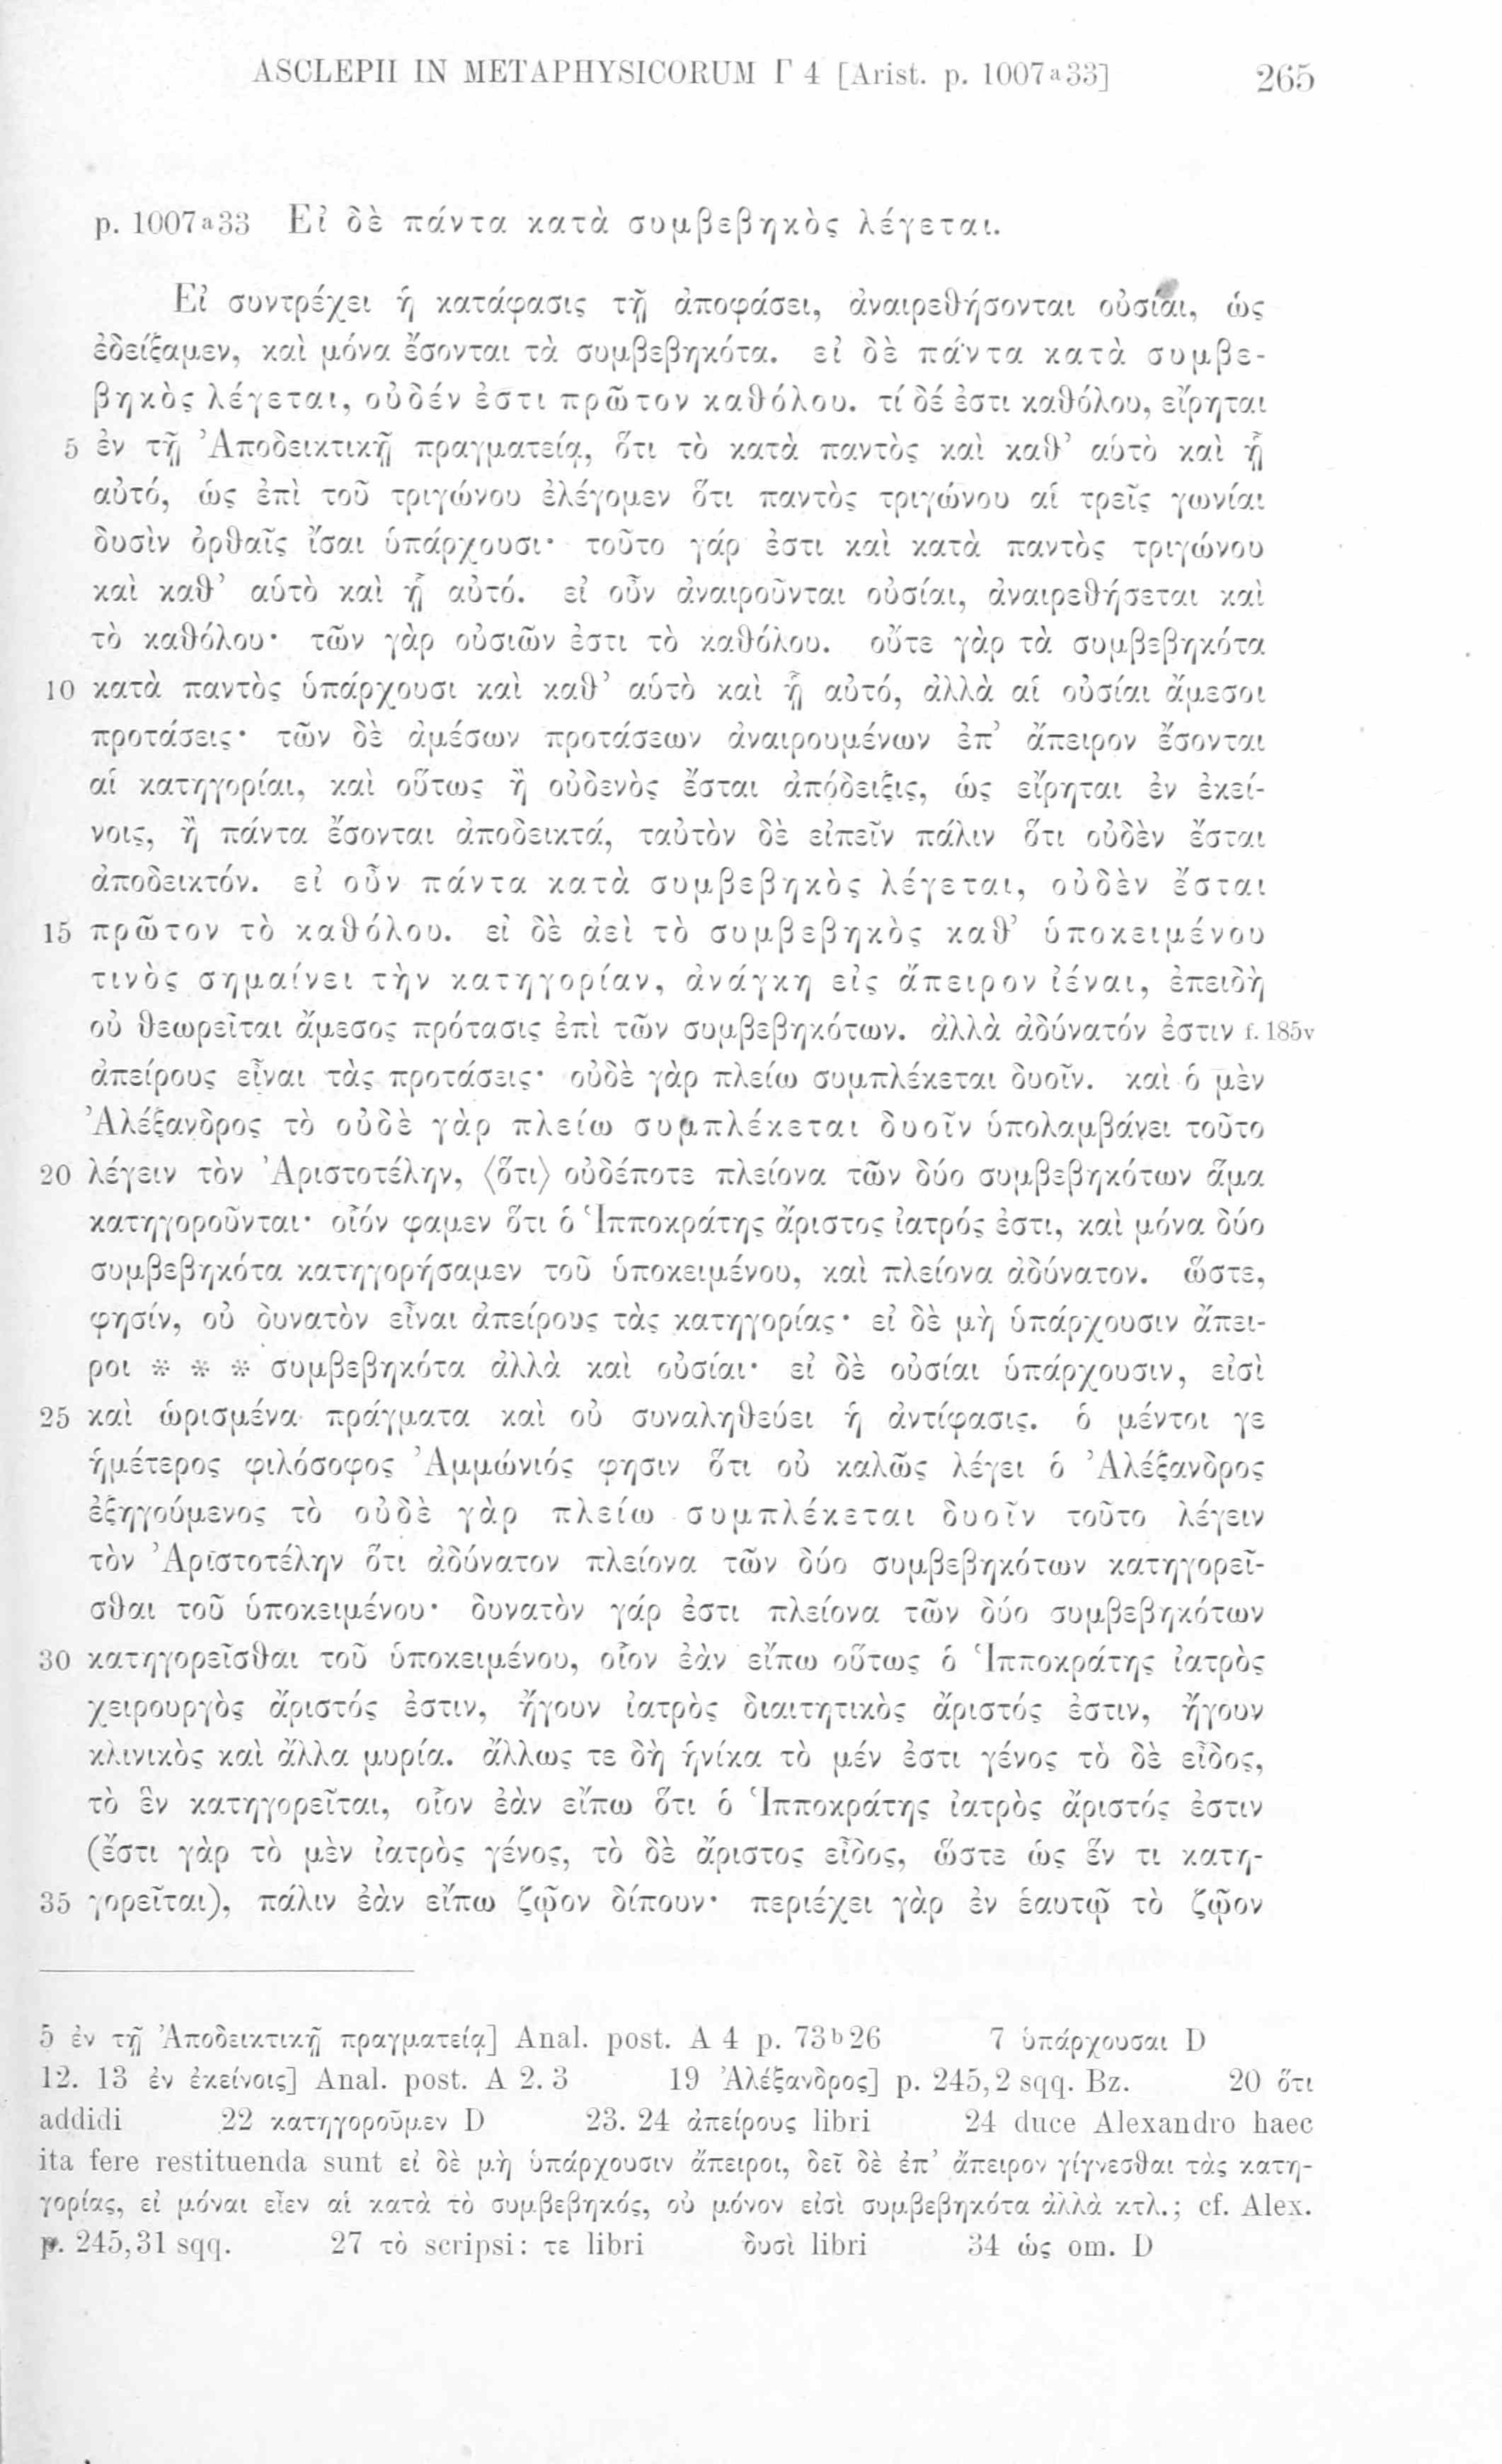 ASCLEPII IN METAPHYSICORUM Γ 4 [Arist. p. 1007a33] 265
p. 1007a33 Εἰ δὲ πάντα κατὰ συμβεβηκὸς λέγεται.
Εἰ συντρέχει ἡ κατάφασις τῇ ἀποφάσει, ἀναιρεθήσονται οὐσίαι, ὡς
ἐδείξαμεν, καὶ μόνα ἔσονται τὰ συμβεβηκότα. εἰ δὲ πάντα κατὰ συμβε-
βηκὸς λέγεται, οὐδέν ἐστι πρῶτον καθόλου. τί δέ ἐστι καθόλου, εἴρηται
5 ἐν τῇ Ἀποδεικτικῇ πραγματείᾳ, ὅτι τὸ κατὰ παντὸς καὶ καθ’ αὑτὸ καὶ ᾗ
αὐτό, ὡς ἐπὶ τοῦ τριγώνου ἐλέγομεν ὅτι παντὸς τριγώνου αἱ τρεῖς γωνίαι
δυσὶν ὀρθαῖς ἴσαι ὑπάρχουσι· τοῦτο γάρ ἐστι καὶ κατὰ παντὸς τριγώνου
καὶ καθ’ αὑτὸ καὶ ᾗ αὐτό. εἰ οὖν ἀναιροῦνται οὐσίαι, ἀναιρεθήσεται καὶ
τὸ καθόλου· τῶν γὰρ οὐσιῶν ἐστι τὸ καθόλου. οὔτε γὰρ τὰ συμβεβηκότα
10 κατὰ παντὸς ὑπάρχουσι καὶ καθ’ αὑτὸ καὶ ᾗ αὐτό, ἀλλὰ αἱ οὐσίαι ἄμεσοι
προτάσεις· τῶν δὲ ἀμέσων προτάσεων ἀναιρουμένων ἐπ’ ἄπειρον ἔσονται
αἱ κατηγορίαι, καὶ οὕτως ἢ οὐδενὸς ἔσται ἀπόδειξις, ὡς εἴρηται ἐν ἐκεί-
νοις, ἢ πάντα ἔσονται ἀποδεικτά, ταὐτὸν δὲ εἰπεῖν πάλιν ὅτι οὐδὲν ἔσται
ἀποδεικτόν. εἰ οὖν πάντα κατὰ συμβεβηκὸς λέγεται, οὐδὲν ἔσται
15 πρῶτον τὸ καθόλου. εἰ δὲ ἀεὶ τὸ συμβεβηκὸς καθ’ ὑποκειμένου
τινὸς σημαίνει τὴν κατηγορίαν, ἀνάγκη εἰς ἄπειρον ἰέναι, ἐπειδὴ
οὐ θεωρεῖται ἄμεσος πρότασις ἐπὶ τῶν συμβεβηκότων. ἀλλὰ ἀδύνατόν ἐστιν f. 185v
ἀπείρους εἶναι τὰς προτάσεις· οὐδὲ γὰρ πλείω συμπλέκεται δυοῖν. καὶ ὁ μὲν
Ἀλέξανδρος τὸ οὐδὲ γὰρ πλείω συμπλέκεται δυοῖν ὑπολαμβάνει τοῦτο
20 λέγειν τὸν Ἀριστοτέλην, ⟨ὅτι⟩ οὐδέποτε πλείονα τῶν δύο συμβεβηκότων ἅμα
κατηγοροῦνται· οἷόν φαμεν ὅτι ὁ Ἱπποκράτης ἄριστος ἰατρός ἐστι, καὶ μόνα δύο
συμβεβηκότα κατηγορήσαμεν τοῦ ὑποκειμένου, καὶ πλείονα ἀδύνατον. ὥστε,
φησίν, οὐ δυνατὸν εἶναι ἀπείρους τὰς κατηγορίας· εἰ δὲ μὴ ὑπάρχουσιν ἄπει-
ροι * * * συμβεβηκότα ἀλλὰ καὶ οὐσίαι· εἰ δὲ οὐσίαι ὑπάρχουσιν, εἰσὶ
25 καὶ ὡρισμένα πράγματα καὶ οὐ συναληθεύει ἡ ἀντίφασις. ὁ μέντοι γε
ἡμέτερος φιλόσοφος Ἀμμώνιός φησιν ὅτι οὐ καλῶς λέγει ὁ Ἀλέξανδρος
ἐξηγούμενος τὸ οὐδὲ γὰρ πλείω συμπλέκεται δυοῖν τοῦτο λέγειν
τὸν Ἀριστοτέλην ὅτι ἀδύνατον πλείονα τῶν δύο συμβεβηκότων κατηγορεῖ-
σθαι τοῦ ὑποκειμένου· δυνατὸν γάρ ἐστι πλείονα τῶν δύο συμβεβηκότων
30 κατηγορεῖσθαι τοῦ ὑποκειμένου, οἷον ἐὰν εἴπω οὕτως ὁ Ἱπποκράτης ἰατρὸς
χειρουργὸς ἄριστός ἐστιν, ἤγουν ἰατρὸς διαιτητικὸς ἄριστός ἐστιν, ἤγουν
κλινικὸς καὶ ἄλλα μυρία. ἄλλως τε δὴ ἡνίκα τὸ μέν ἐστι γένος τὸ δὲ εἶδος,
τὸ ἓν κατηγορεῖται, οἷον ἐὰν εἴπω ὅτι ὁ Ἱπποκράτης ἰατρὸς ἄριστός ἐστιν
(ἔστι γὰρ τὸ μὲν ἰατρὸς γένος, τὸ δὲ ἄριστος εἶδος, ὥστε ὡς ἕν τι κατη-
35 γορεῖται), πάλιν ἐὰν εἴπω ζῷον δίπουν· περιέχει γὰρ ἐν ἑαυτῷ τὸ ζῷον
5 ἐν τῇ Ἀποδεικτικῇ πραγματείᾳ] Anal. post. A 4 p. 73b26 7 ὑπάρχουσαι D
12. 13 ἐν ἐκείνοις] Anal. post. A 2. 3 19 Ἀλέξανδρος] p. 245,2 sqq. Bz. 20 ὅτι
addidi 22 κατηγοροῦμεν D 23. 24 ἀπείρους libri 24 duce Alexandro haec
ita fere restituenda sunt εἰ δὲ μὴ ὑπάρχουσιν ἄπειροι, δεῖ δὲ ἐπ’ ἄπειρον γίγνεσθαι τὰς κατη-
γορίας, εἰ μόναι εἶεν αἱ κατὰ τὸ συμβεβηκός, οὐ μόνον εἰσὶ συμβεβηκότα ἀλλὰ κτλ.; cf. Alex.
p. 245,31 sqq. 27 τὸ scripsi: τε libri δυσὶ libri 34 ὡς om. D